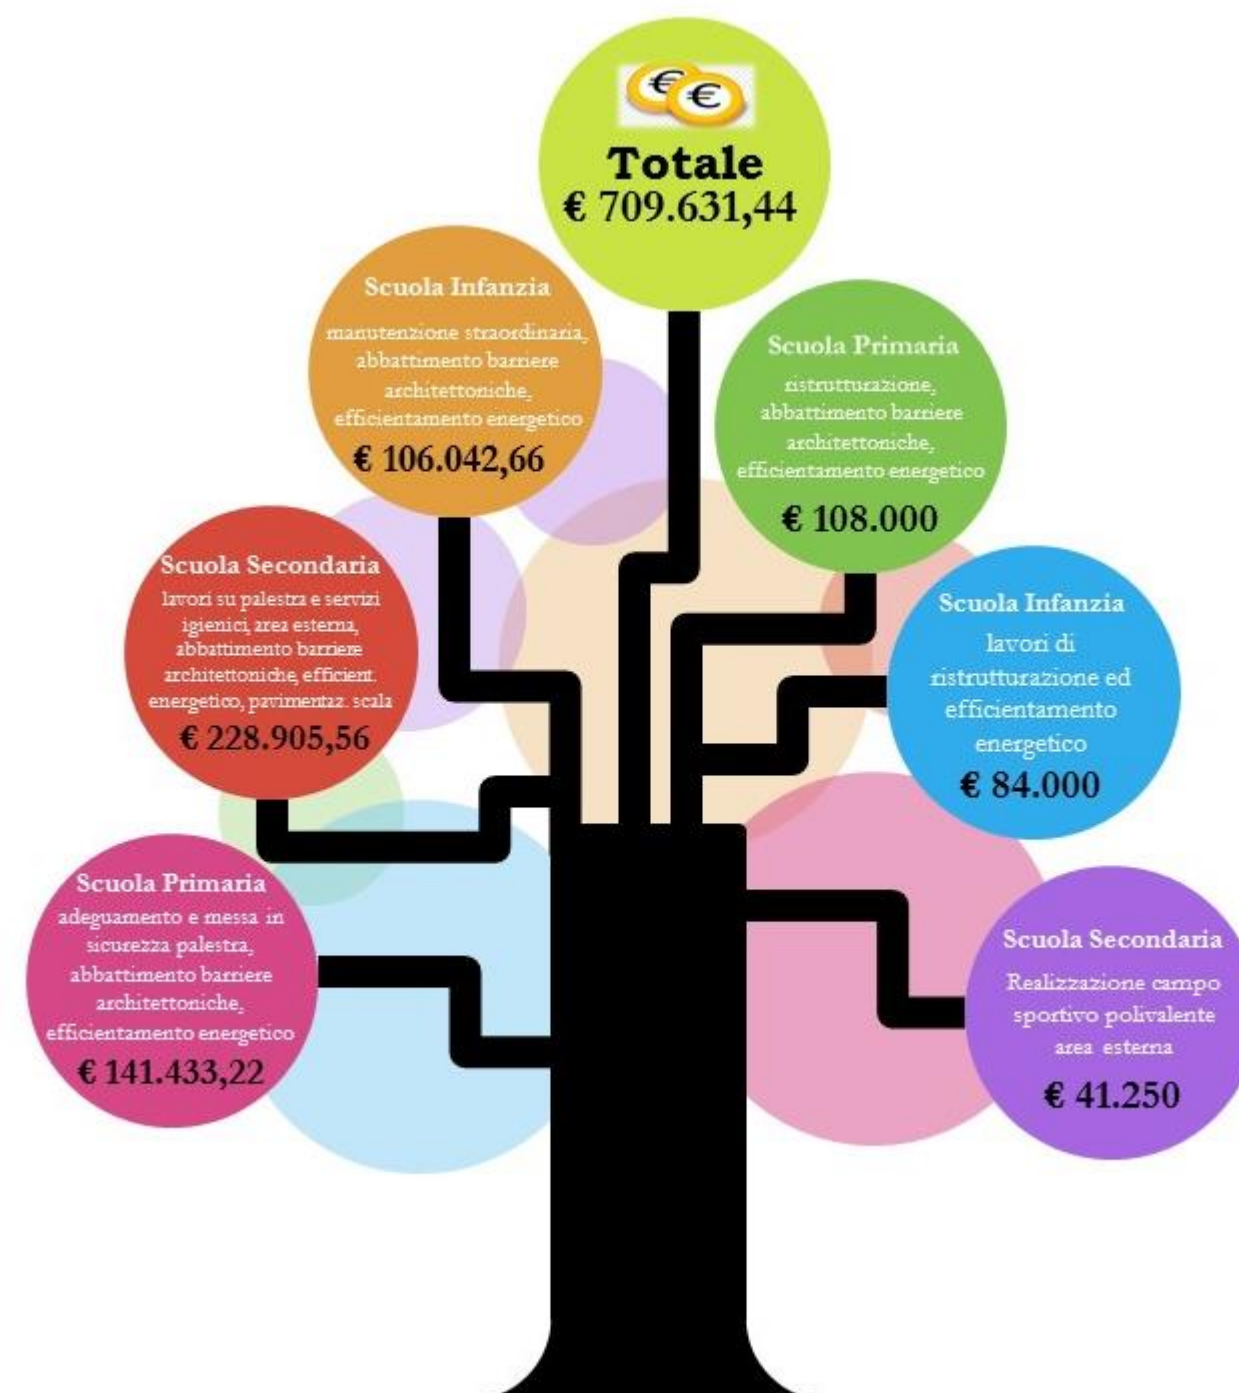 € €
Totale
€ 709.631,44
Scuola Infanzia
manutenzione straordinaria,
abbattimento barriere
architettoniche,
efficientamento energetico
€ 106.042,66
Scuola Primaria
ristrutturazione,
abbattimento barriere
architettoniche,
efficientamento energetico
€ 108.000
Scuola Secondaria
lavori su palestra e servizi
igienici, area esterna,
abbattimento barriere
architettoniche, efficient.
energetico, pavimentaz. scala
€ 228.905,56
Scuola Infanzia
lavori di
ristrutturazione ed
efficientamento
energetico
€ 84.000
Scuola Primaria
adeguamento e messa in
sicurezza palestra,
abbattimento barriere
architettoniche,
efficientamento energetico
€ 141.433,22
Scuola Secondaria
Realizzazione campo
sportivo polivalente
area esterna
€ 41.250